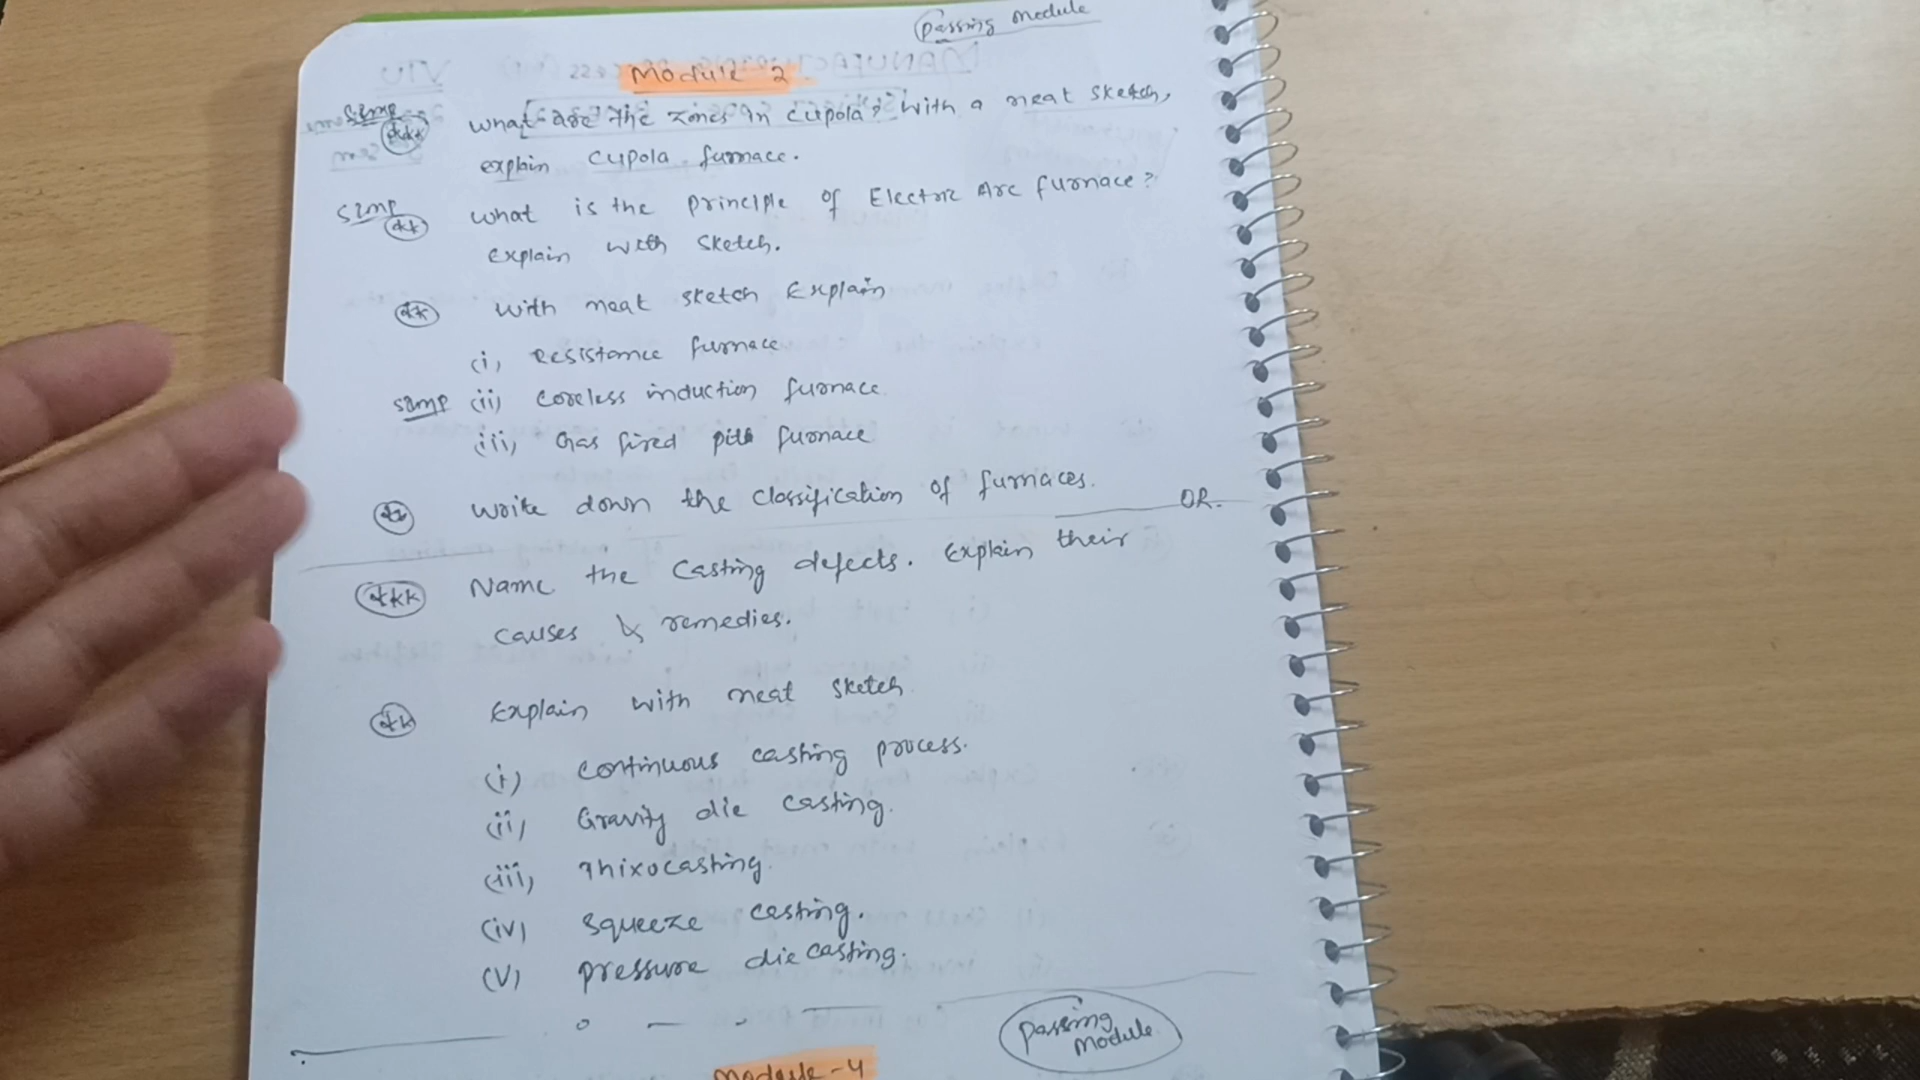 Passing module
Module 2
SImp *** what are the zones in cupola? with a neat sketch,
explain cupola furnace.
SImp ** what is the principle of Electric Arc furnace?
explain with sketch.
** with neat sketch Explain
(i) resistance furnace
SImp (ii) coreless induction furnace
(iii) Gas fired pit furnace
** write down the classification of furnaces.
OR
*** Name the casting defects. Explain their
causes & remedies.
** Explain with neat sketch
(i) continuous casting process.
(ii) Gravity die casting.
(iii) Thixocasting.
(iv) squeeze casting.
(v) pressure die casting.
passing module
Module-4